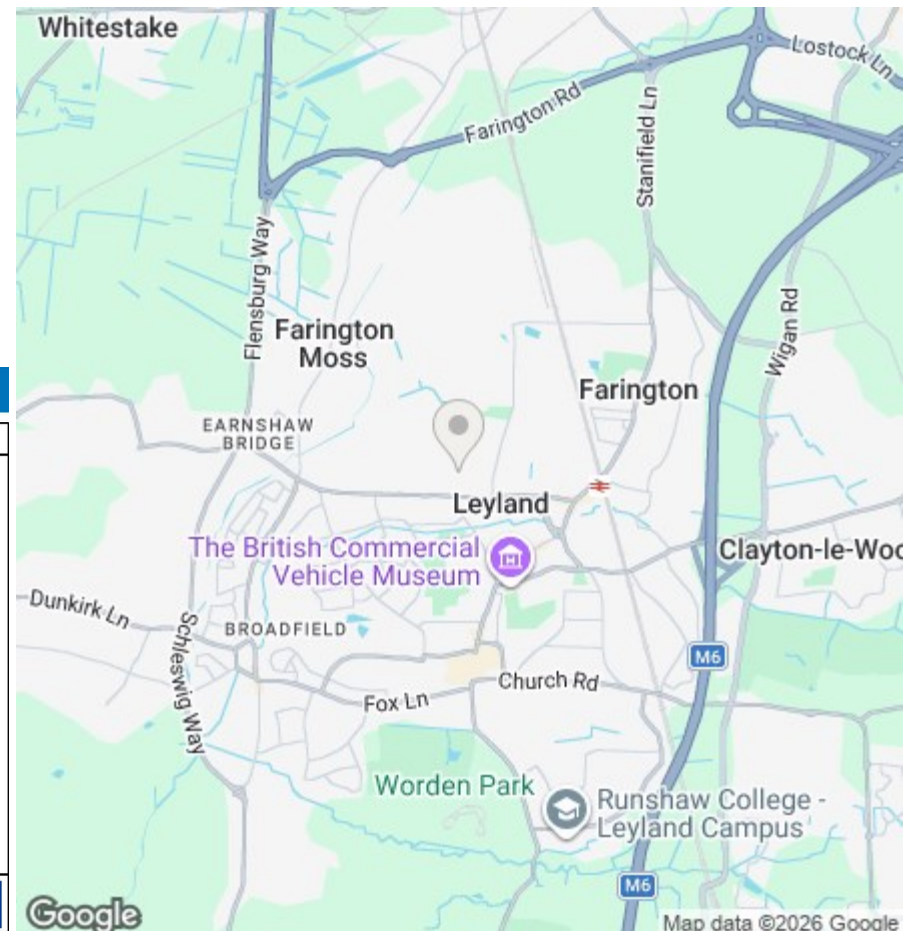 Whitestake
Lostock Ln
Farington Rd
Stanifield Ln
Flensburg Way
Wigan Rd
Farington
Moss
Farington
EARNSHAW
BRIDGE
Leyland
The British Commercial
Vehicle Museum
Clayton-le-Woo
Dunkirk Ln
BROADFIELD
Schleswig Way
M6
Church Rd
Fox Ln
Worden Park
Runshaw College -
Leyland Campus
M6
Google
Map data ©2026 Google